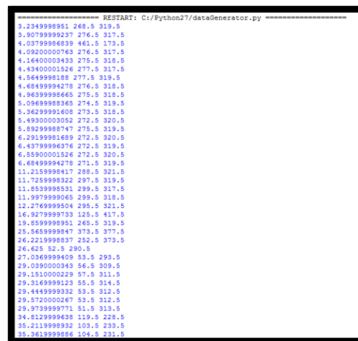 ==================== RESTART: C:/Python27/dataGenerator.py ====================
3.2349998951 268.5 319.5
3.90799999237 276.5 317.5
4.03799986839 461.5 173.5
4.09200000763 276.5 317.5
4.16400003433 275.5 318.5
4.43400001526 277.5 317.5
4.5649998188 277.5 319.5
4.68499994278 276.5 318.5
4.96399998665 275.5 318.5
5.09699988365 274.5 319.5
5.36299991608 273.5 318.5
5.49300003052 272.5 320.5
5.89299988747 275.5 319.5
6.29199981689 272.5 320.5
6.43799996376 272.5 319.5
6.55900001526 272.5 320.5
6.68499994278 271.5 319.5
11.2159998417 288.5 321.5
11.7259998322 297.5 319.5
11.8539998531 299.5 317.5
11.9979999065 299.5 318.5
12.2769999504 295.5 321.5
16.9279999733 125.5 417.5
19.8599998951 265.5 319.5
25.5659999847 373.5 377.5
26.2219998837 252.5 373.5
26.625 52.5 290.5
27.0369999409 53.5 293.5
29.0390000343 56.5 309.5
29.1510000229 57.5 311.5
29.3169999123 55.5 314.5
29.4449999332 53.5 312.5
29.5720000267 53.5 312.5
29.9739999771 51.5 313.5
34.8129999638 119.5 228.5
35.2119998932 103.5 233.5
35.3619999886 104.5 231.5